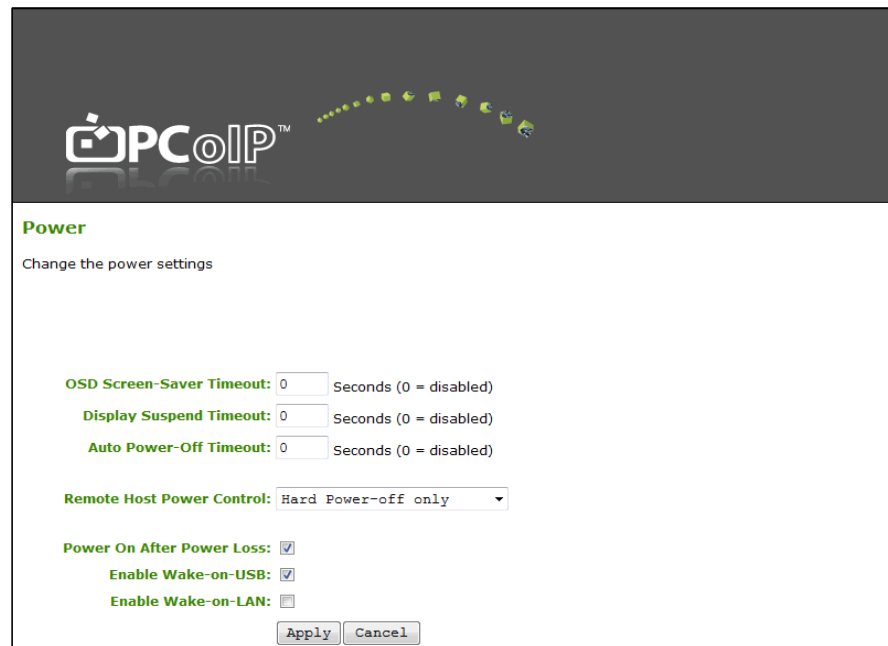 PCoIP™
Power
Change the power settings
OSD Screen-Saver Timeout: 0 Seconds (0 = disabled)
Display Suspend Timeout: 0 Seconds (0 = disabled)
Auto Power-Off Timeout: 0 Seconds (0 = disabled)
Remote Host Power Control: Hard Power-off only
Power On After Power Loss:
Enable Wake-on-USB:
Enable Wake-on-LAN:
Apply Cancel